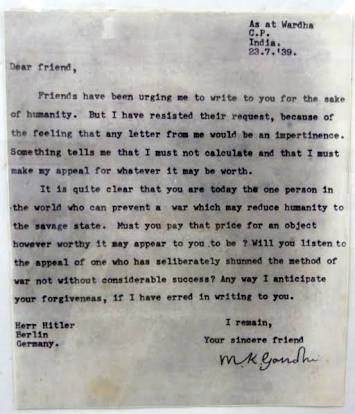 As at Wardha
C.P.
India.
23.7.'39.
Dear friend,
Friends have been urging me to write to you for the sake
of humanity. But I have resisted their request, because of
the feeling that any letter from me would be an impertinence.
Something tells me that I must not calculate and that I must
make my appeal for whatever it may be worth.
It is quite clear that you are today the one person in
the world who can prevent a war which may reduce humanity to
the savage state. Must you pay that price for an object
however worthy it may appear to you to be ? Will you listen to
the appeal of one who has seliberately shunned the method of
war not without considerable success? Any way I anticipate
your forgiveness, if I have erred in writing to you.
Herr Hitler
Berlin
Germany.
I remain,
Your sincere friend
M.K.Gandhi